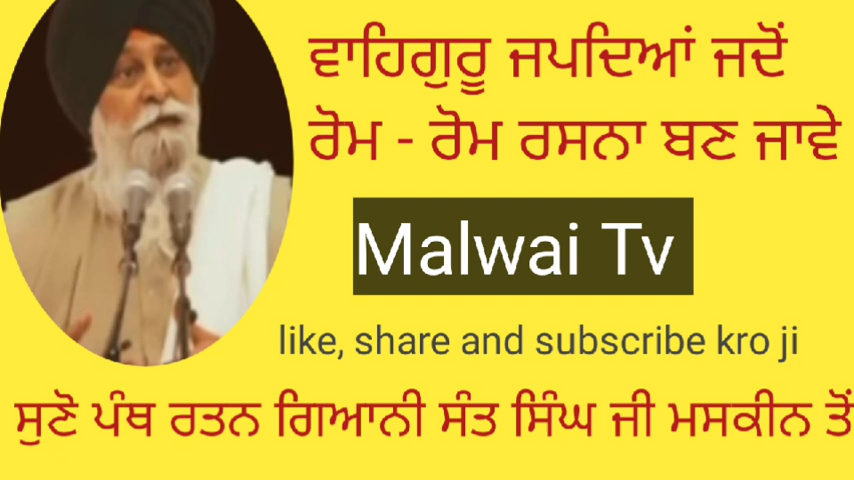 ਵਾਹਿਗੁਰੂ ਜਪਦਿਆਂ ਜਦੋਂ
ਰੋਮ - ਰੋਮ ਰਸਨਾ ਬਣ ਜਾਵੇ
Malwai Tv
like, share and subscribe kro ji
ਸੁਣੋ ਪੰਥ ਰਤਨ ਗਿਆਨੀ ਸੰਤ ਸਿੰਘ ਜੀ ਮਸਕੀਨ ਤੋਂ